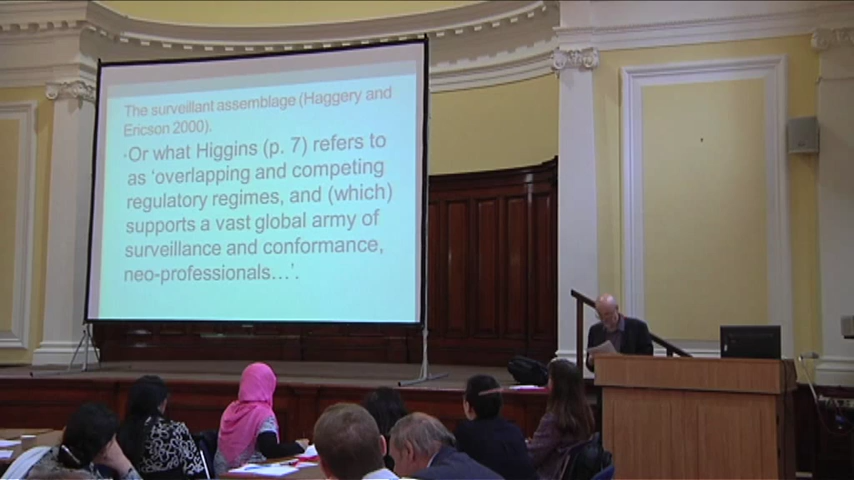 The surveillant assemblage (Haggery and
Ericson 2000).
•Or what Higgins (p. 7) refers to
as ‘overlapping and competing
regulatory regimes, and (which)
supports a vast global army of
surveillance and conformance,
neo-professionals…’.